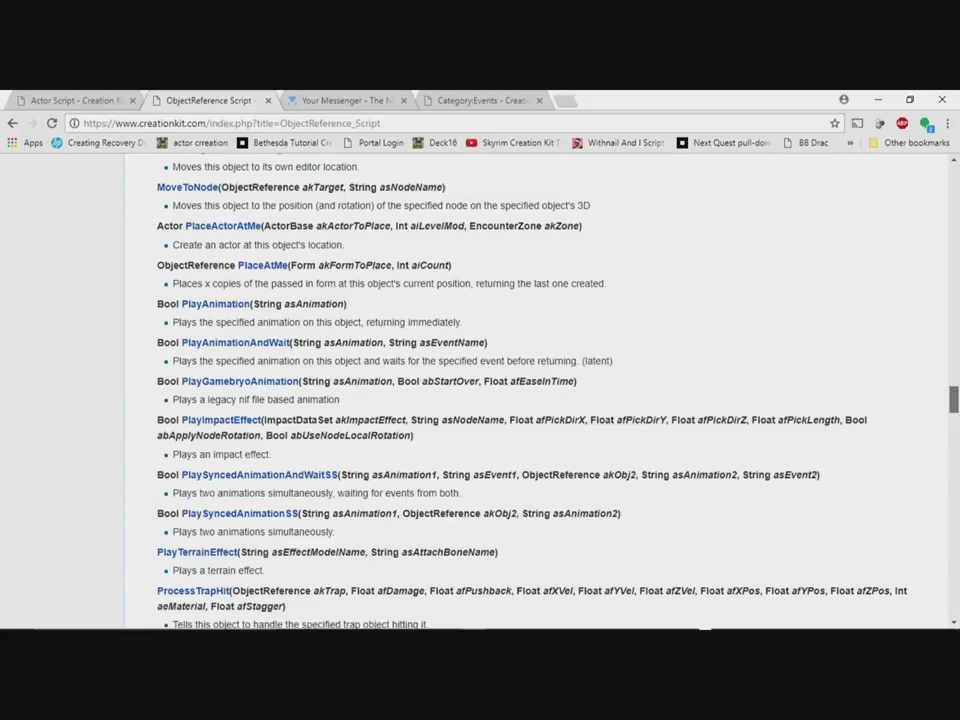 Actor Script - Creation K
ObjectReference Script -
Your Messenger - The N
Category:Events - Creatio
https://www.creationkit.com/index.php?title=ObjectReference_Script
Apps
Creating Recovery D
actor creation
Bethesda Tutorial Cr
Portal Login
Deck16
Skyrim Creation Kit T
Withnail And I Script
Next Quest pull-dow
BB Drac
»
Other bookmarks
Moves this object to its own editor location.
MoveToNode(ObjectReference akTarget, String asNodeName)
Moves this object to the position (and rotation) of the specified node on the specified object's 3D
Actor PlaceActorAtMe(ActorBase akActorToPlace, Int aiLevelMod, EncounterZone akZone)
Create an actor at this object's location.
ObjectReference PlaceAtMe(Form akFormToPlace, Int aiCount)
Places x copies of the passed in form at this object's current position, returning the last one created.
Bool PlayAnimation(String asAnimation)
Plays the specified animation on this object, returning immediately.
Bool PlayAnimationAndWait(String asAnimation, String asEventName)
Plays the specified animation on this object and waits for the specified event before returning. (latent)
Bool PlayGamebryoAnimation(String asAnimation, Bool abStartOver, Float afEaseInTime)
Plays a legacy nif file based animation
Bool PlayImpactEffect(ImpactDataSet akImpactEffect, String asNodeName, Float afPickDirX, Float afPickDirY, Float afPickDirZ, Float afPickLength, Bool
abApplyNodeRotation, Bool abUseNodeLocalRotation)
Plays an impact effect.
Bool PlaySyncedAnimationAndWaitSS(String asAnimation1, String asEvent1, ObjectReference akObj2, String asAnimation2, String asEvent2)
Plays two animations simultaneously, waiting for events from both.
Bool PlaySyncedAnimationSS(String asAnimation1, ObjectReference akObj2, String asAnimation2)
Plays two animations simultaneously.
PlayTerrainEffect(String asEffectModelName, String asAttachBoneName)
Plays a terrain effect.
ProcessTrapHit(ObjectReference akTrap, Float afDamage, Float afPushback, Float afXVel, Float afYVel, Float afZVel, Float afXPos, Float afYPos, Float afZPos, Int
aeMaterial, Float afStagger)
Tells this object to handle the specified trap object hitting it.